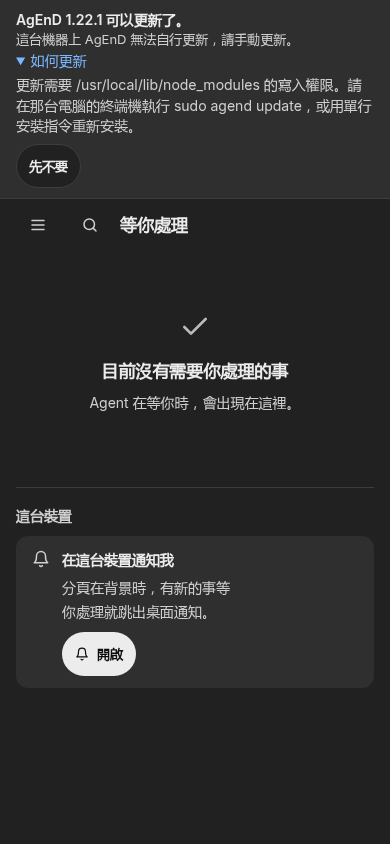 AgEnD 1.22.1 可以更新了。
這台機器上 AgEnD 無法自行更新，請手動更新。
▼ 如何更新
更新需要 /usr/local/lib/node_modules 的寫入權限。請
在那台電腦的終端機執行 sudo agend update，或用單行
安裝指令重新安裝。
先不要
等你處理
目前沒有需要你處理的事
Agent 在等你時，會出現在這裡。
這台裝置
在這台裝置通知我
分頁在背景時，有新的事等
你處理就跳出桌面通知。
開啟